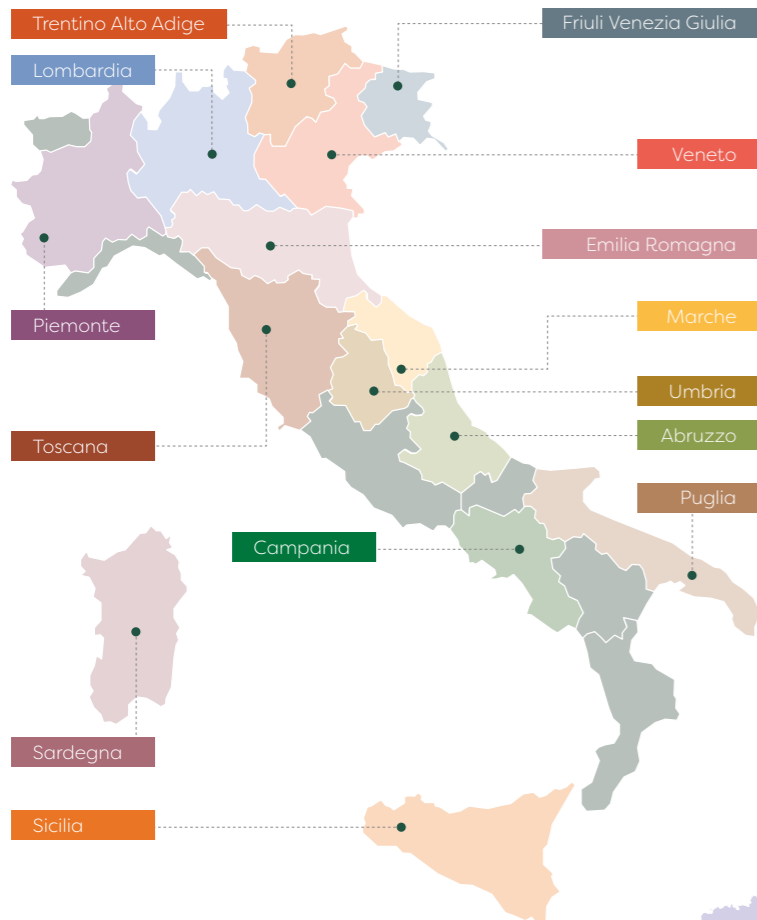 Trentino Alto Adige
Friuli Venezia Giulia
Lombardia
Veneto
Emilia Romagna
Piemonte
Marche
Umbria
Toscana
Abruzzo
Puglia
Campania
Sardegna
Sicilia